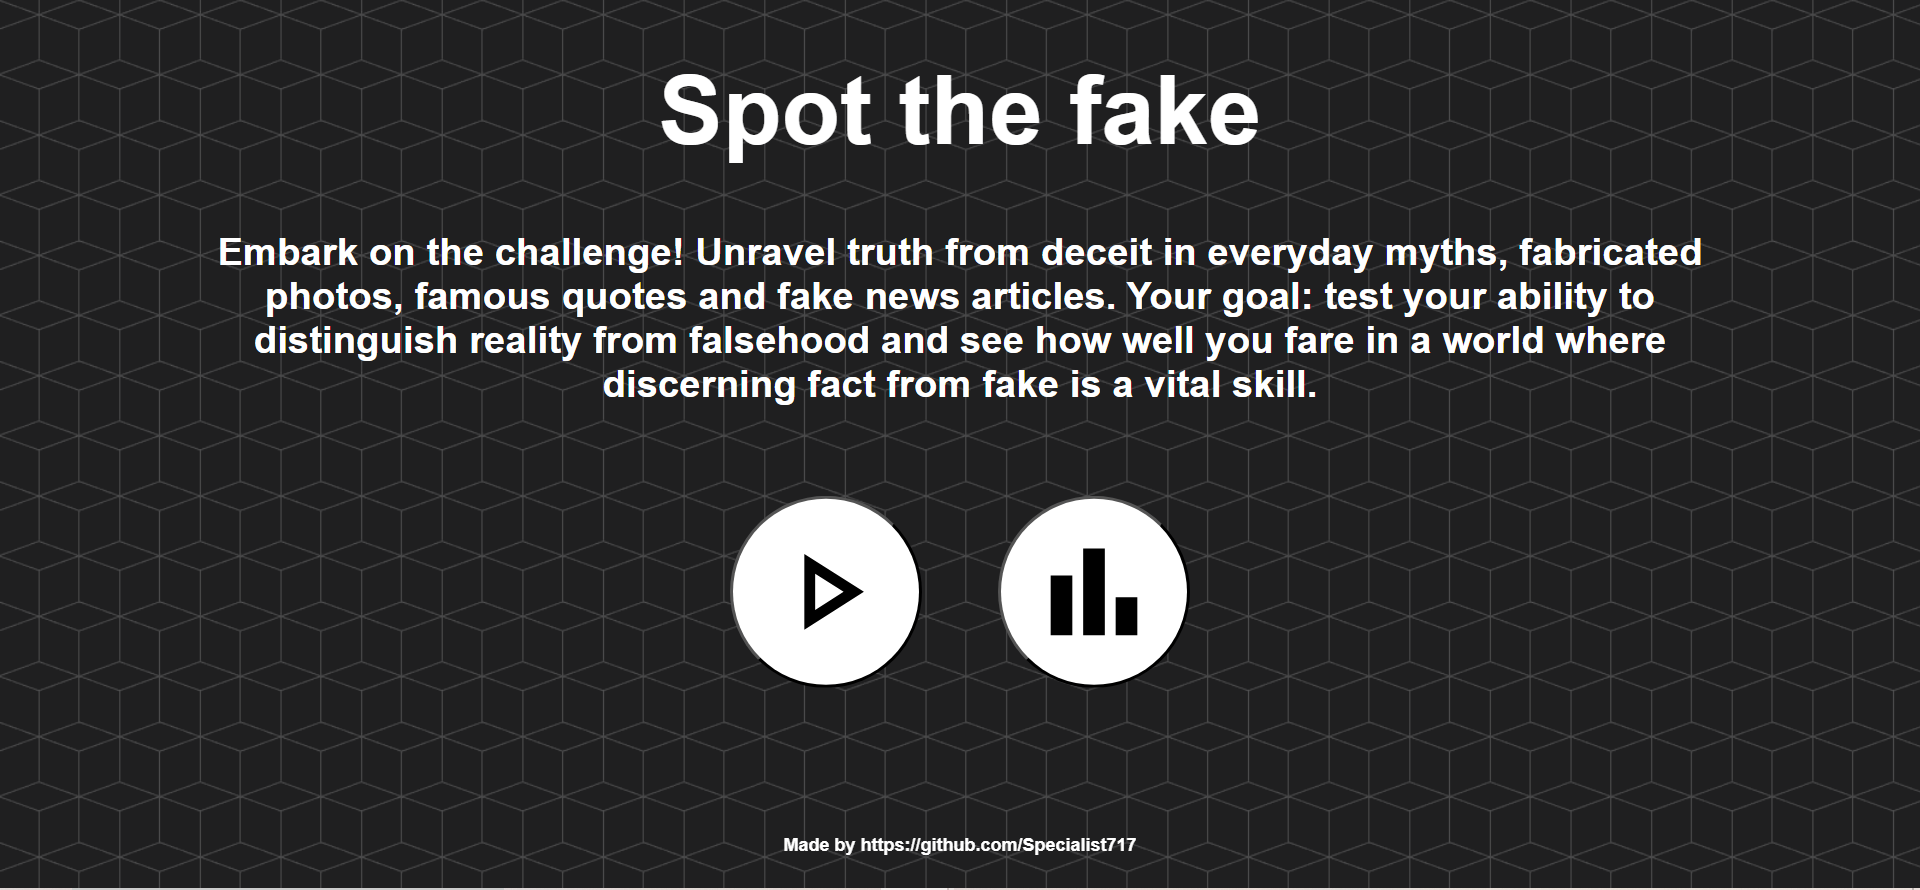 Spot the fake
Embark on the challenge! Unravel truth from deceit in everyday myths, fabricated
photos, famous quotes and fake news articles. Your goal: test your ability to
distinguish reality from falsehood and see how well you fare in a world where
discerning fact from fake is a vital skill.
Made by https://github.com/Specialist717